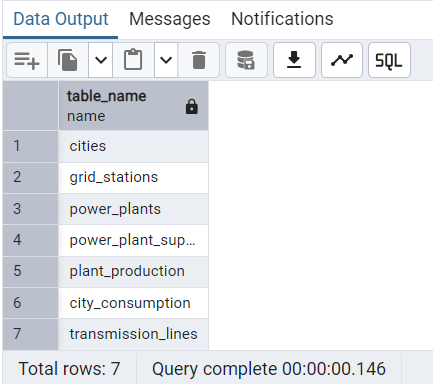 Data Output Messages Notifications
SQL
table_name
name
1 cities
2 grid_stations
3 power_plants
4 power_plant_sup...
5 plant_production
6 city_consumption
7 transmission_lines
Total rows: 7 Query complete 00:00:00.146